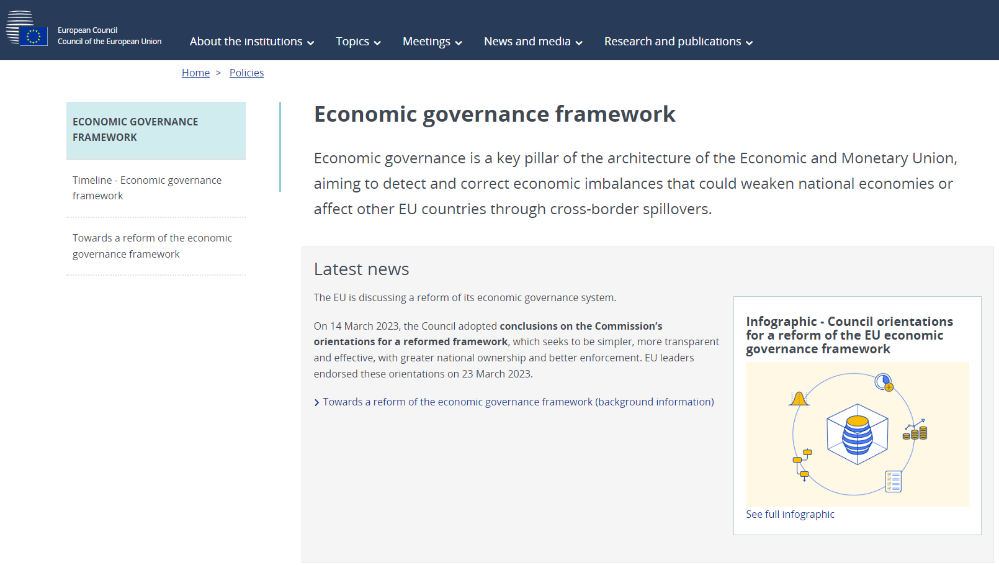 European Council
Council of the European Union
About the institutions
Topics
Meetings
News and media
Research and publications
Home > Policies
ECONOMIC GOVERNANCE
FRAMEWORK
Timeline - Economic governance
framework
Towards a reform of the economic
governance framework
Economic governance framework
Economic governance is a key pillar of the architecture of the Economic and Monetary Union,
aiming to detect and correct economic imbalances that could weaken national economies or
affect other EU countries through cross-border spillovers.
Latest news
The EU is discussing a reform of its economic governance system.
On 14 March 2023, the Council adopted conclusions on the Commission’s
orientations for a reformed framework, which seeks to be simpler, more transparent
and effective, with greater national ownership and better enforcement. EU leaders
endorsed these orientations on 23 March 2023.
Towards a reform of the economic governance framework (background information)
Infographic - Council orientations
for a reform of the EU economic
governance framework
See full infographic